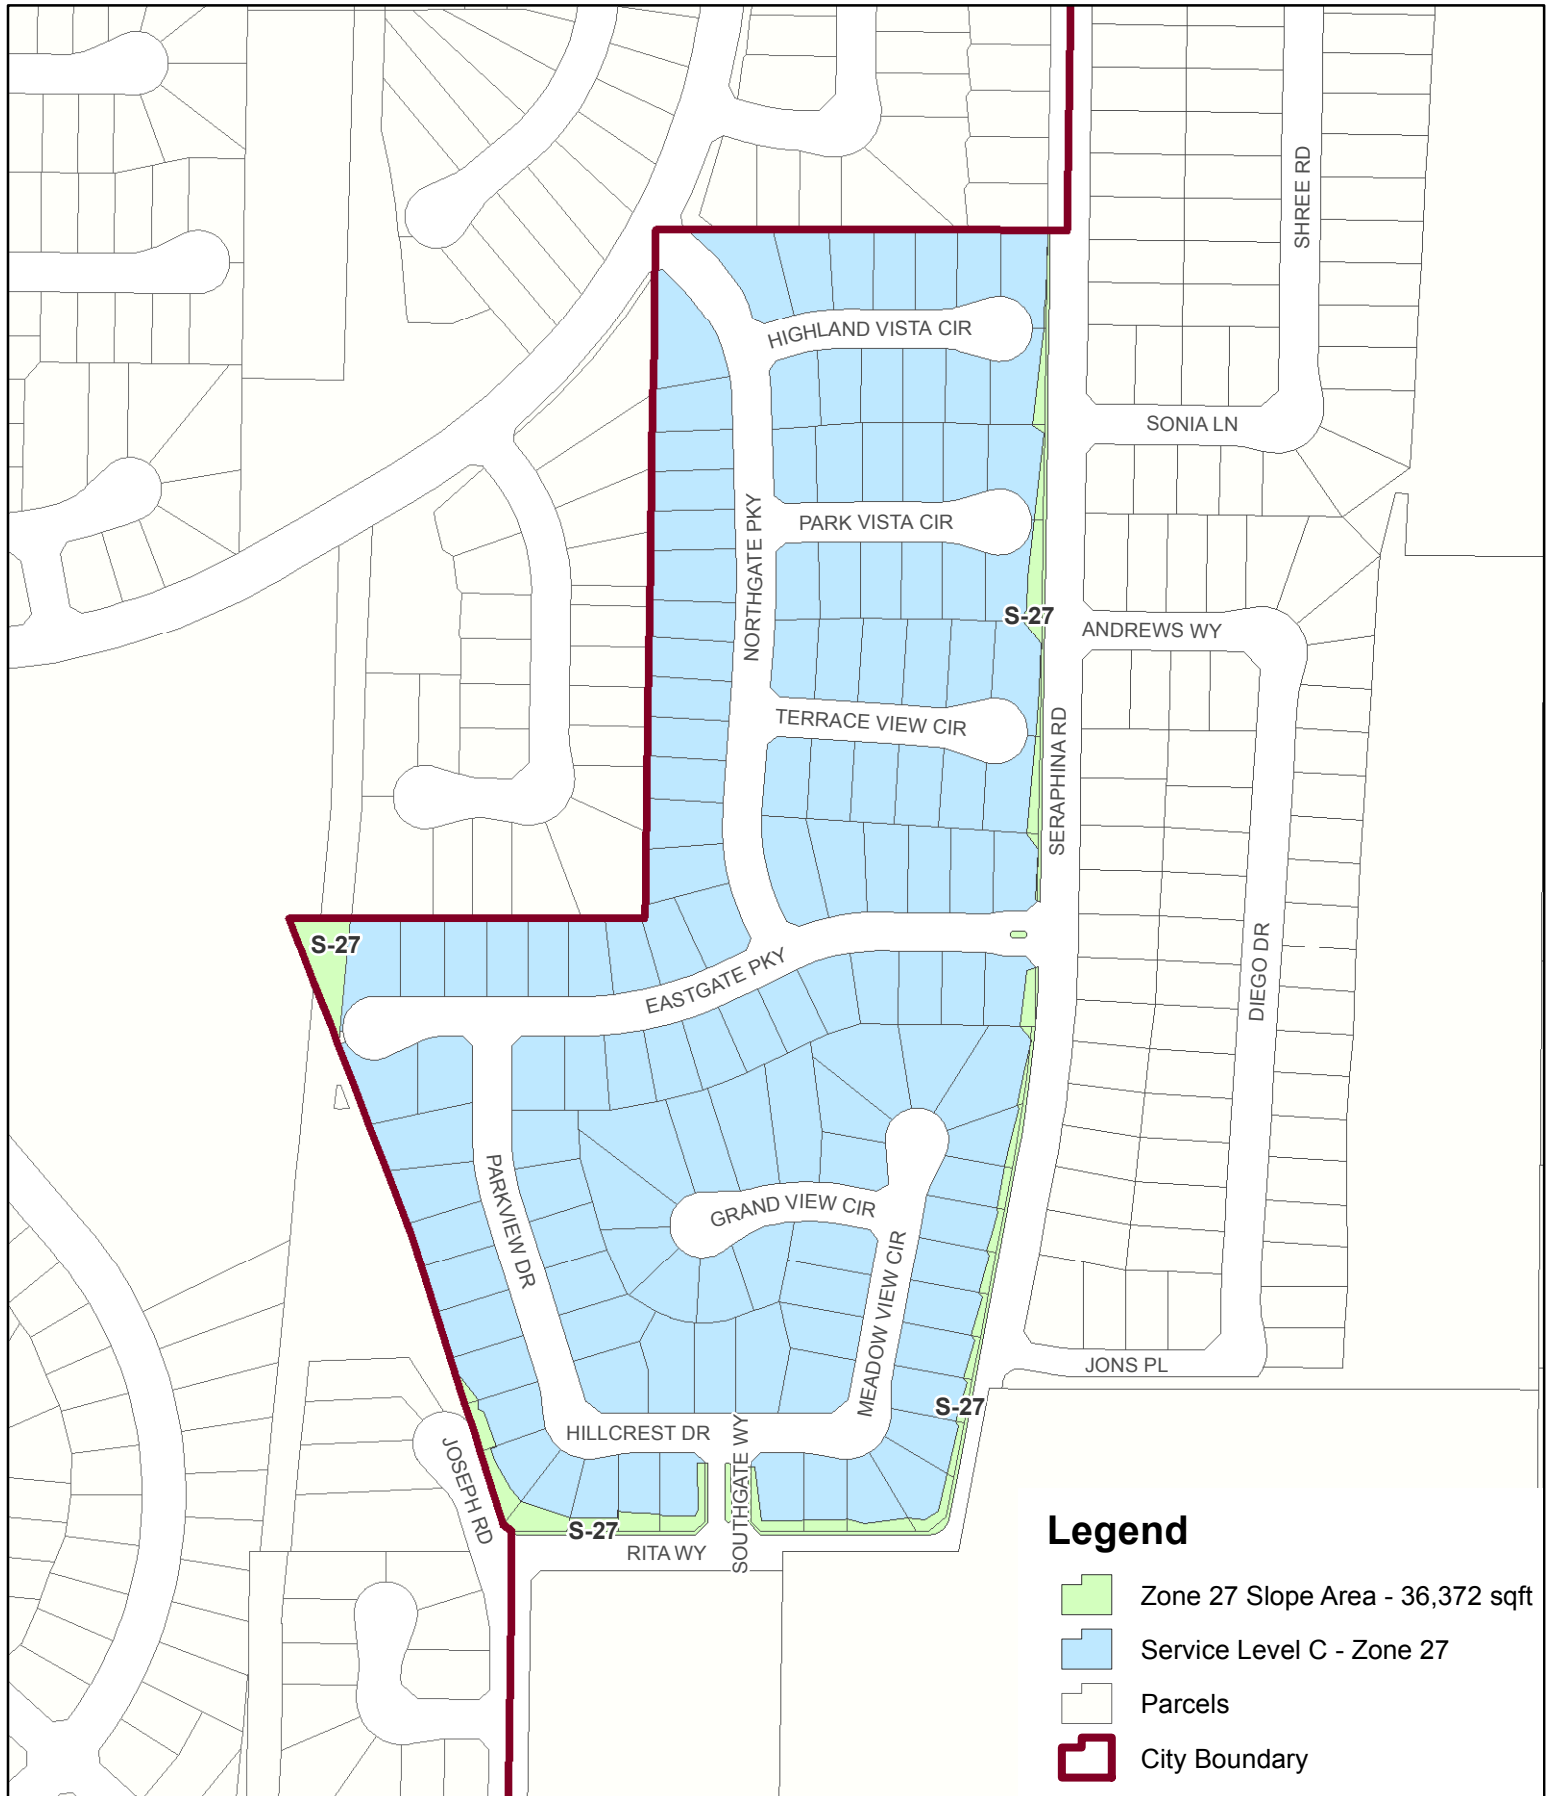 SHREE RD
HIGHLAND VISTA CIR
SONIA LN
PARK VISTA CIR
NORTHGATE PKY
S-27
ANDREWS WY
TERRACE VIEW CIR
SERAPHINA RD
S-27
EASTGATE PKY
DIEGO DR
PARKVIEW DR
GRAND VIEW CIR
MEADOW VIEW CIR
JONS PL
S-27
HILLCREST DR
SOUTHGATE WY
JOSEPH RD
S-27
RITA WY
Legend
Zone 27 Slope Area - 36,372 sqft
Service Level C - Zone 27
Parcels
City Boundary